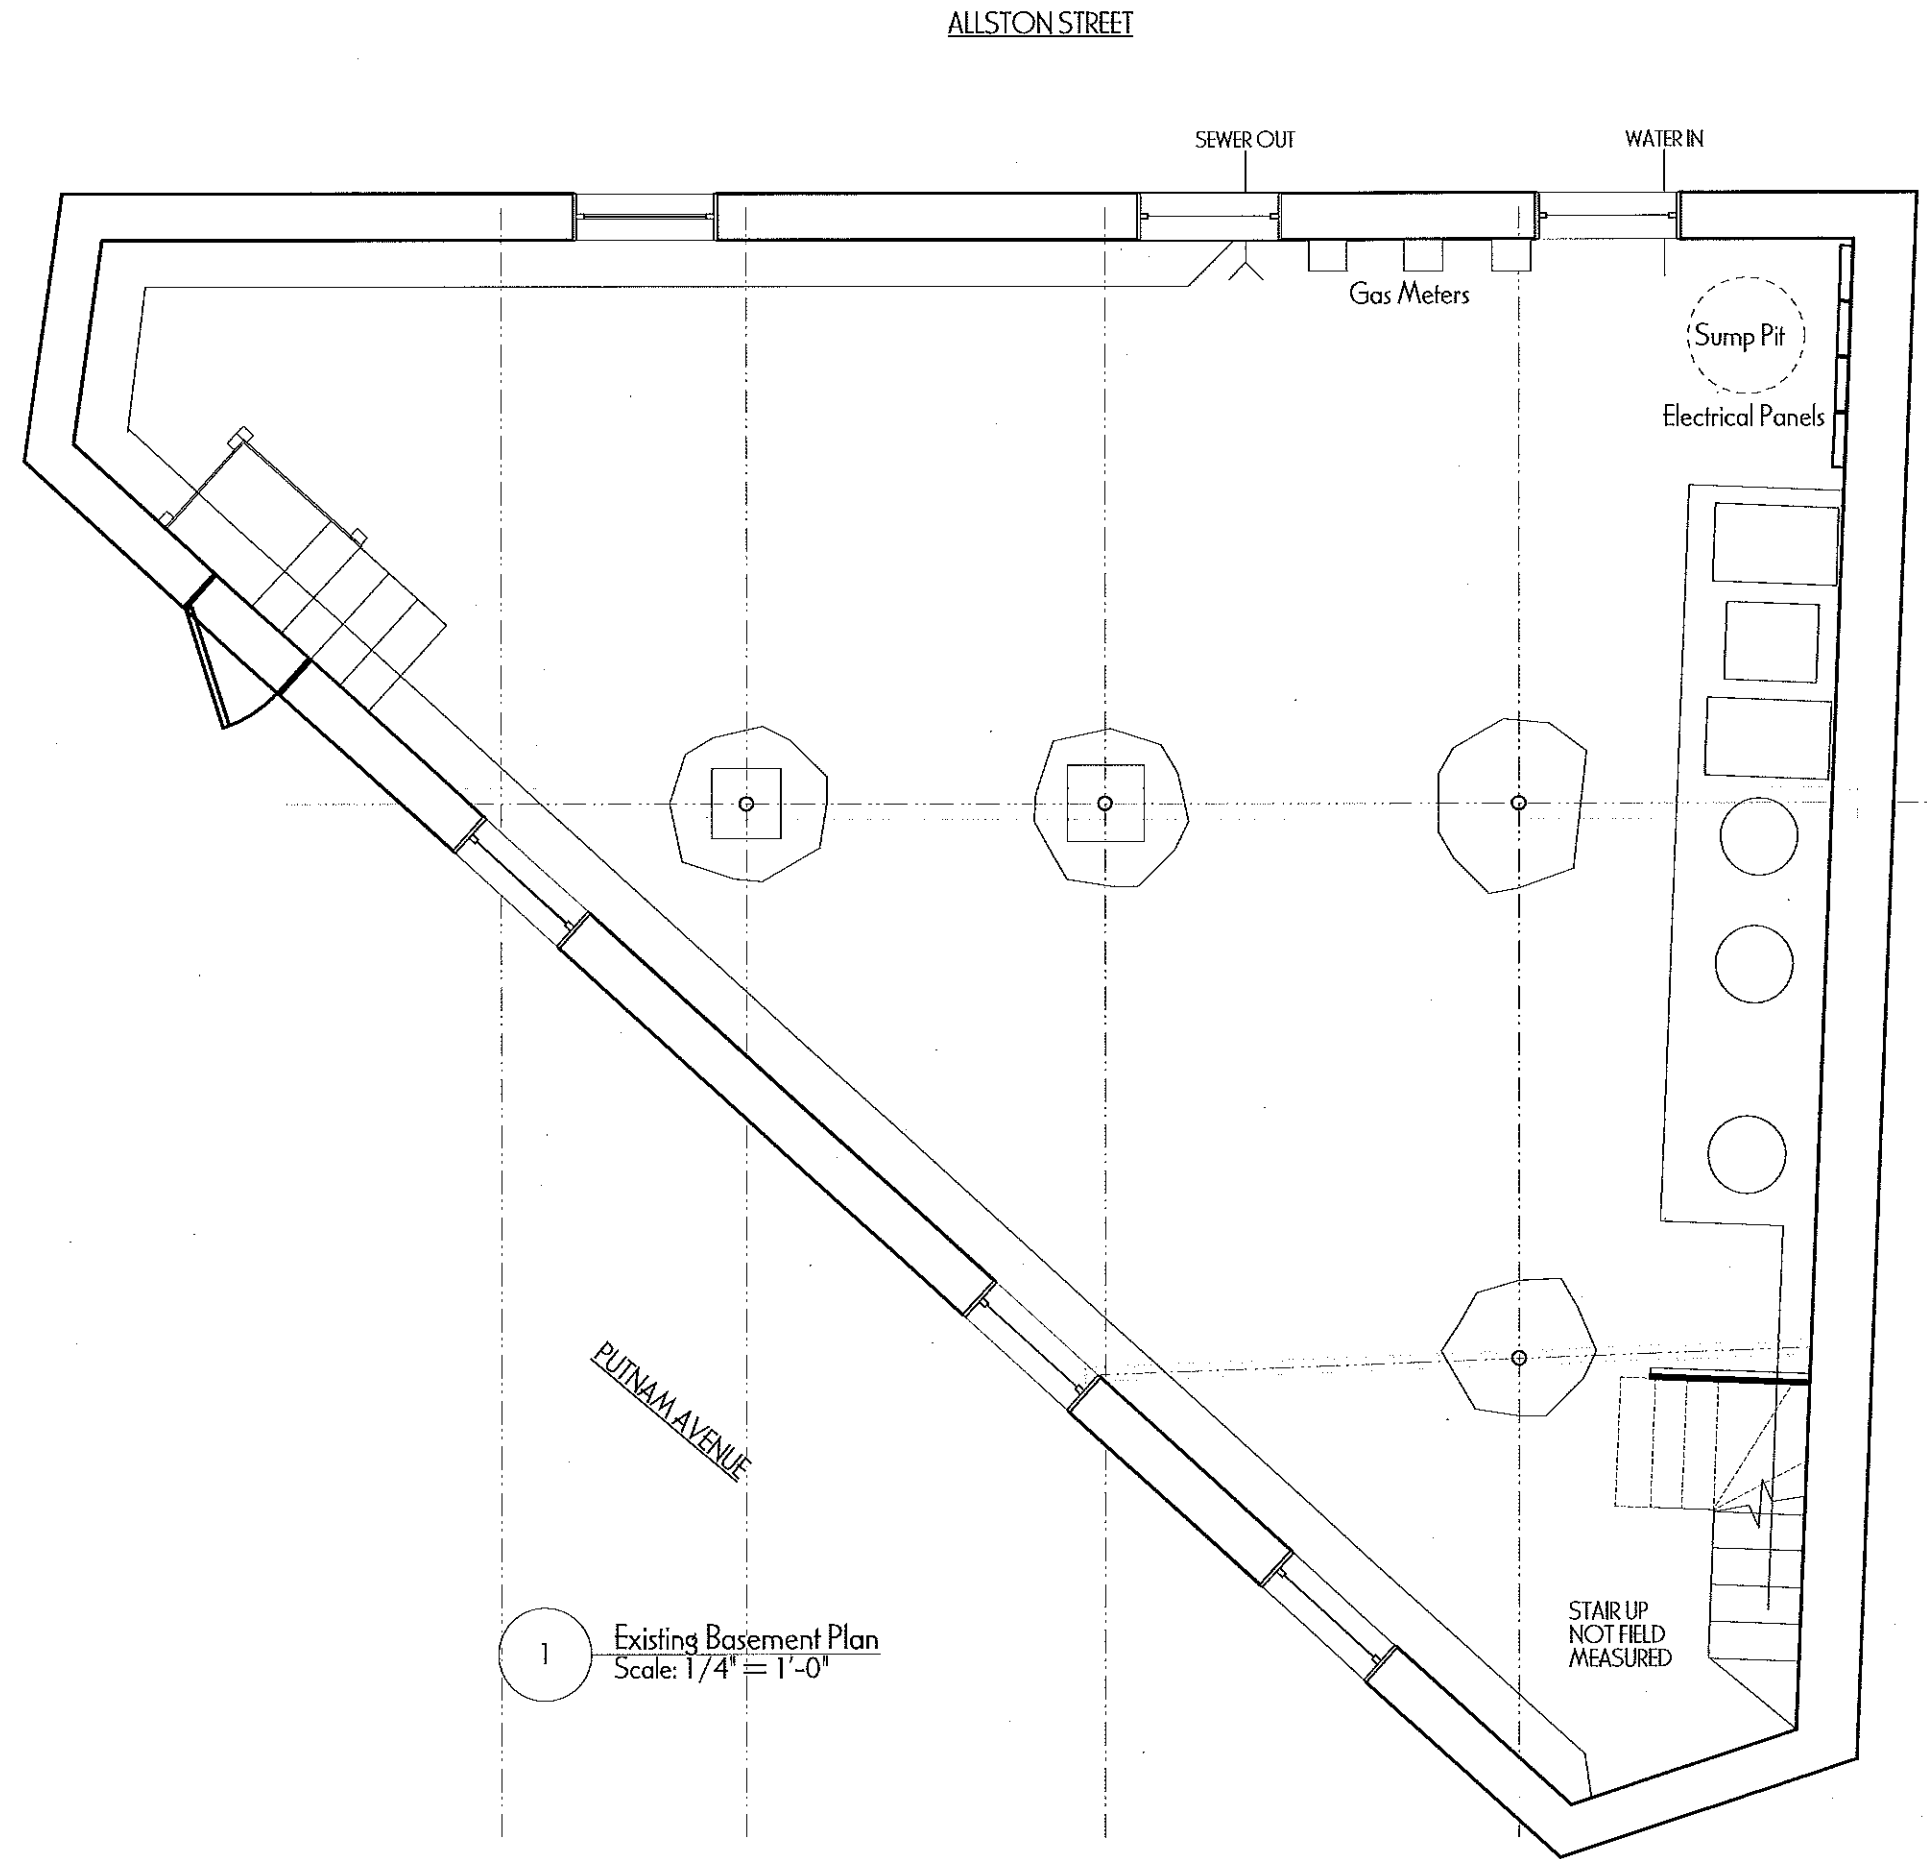 ALLSTON STREET
SEWER OUT
WATER IN
Gas Meters
Sump Pit
Electrical Panels
PUTNAM AVENUE
STAIR UP
NOT FIELD
MEASURED
1
Existing Basement Plan
Scale: 1/4" = 1'-0"